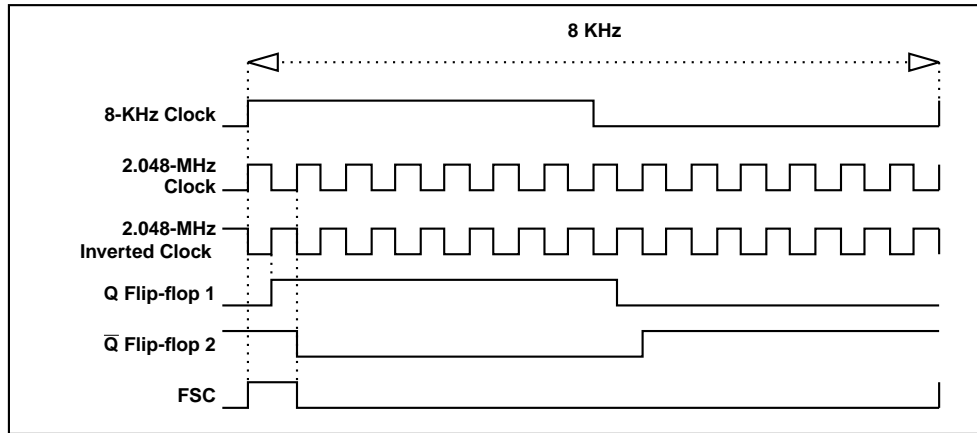 8 KHz
8-KHz Clock
2.048-MHz
Clock
2.048-MHz
Inverted Clock
Q Flip-flop 1
Q̅ Flip-flop 2
FSC